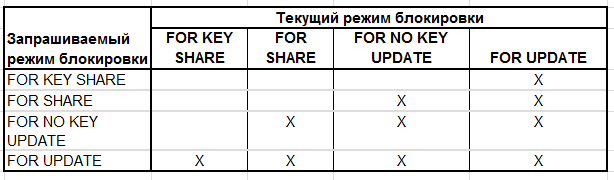 Текущий режим блокировки
Запрашиваемый режим блокировки FOR KEY SHARE FOR SHARE FOR NO KEY UPDATE FOR UPDATE
FOR KEY SHARE X
FOR SHARE X X
FOR NO KEY UPDATE X X X
FOR UPDATE X X X X